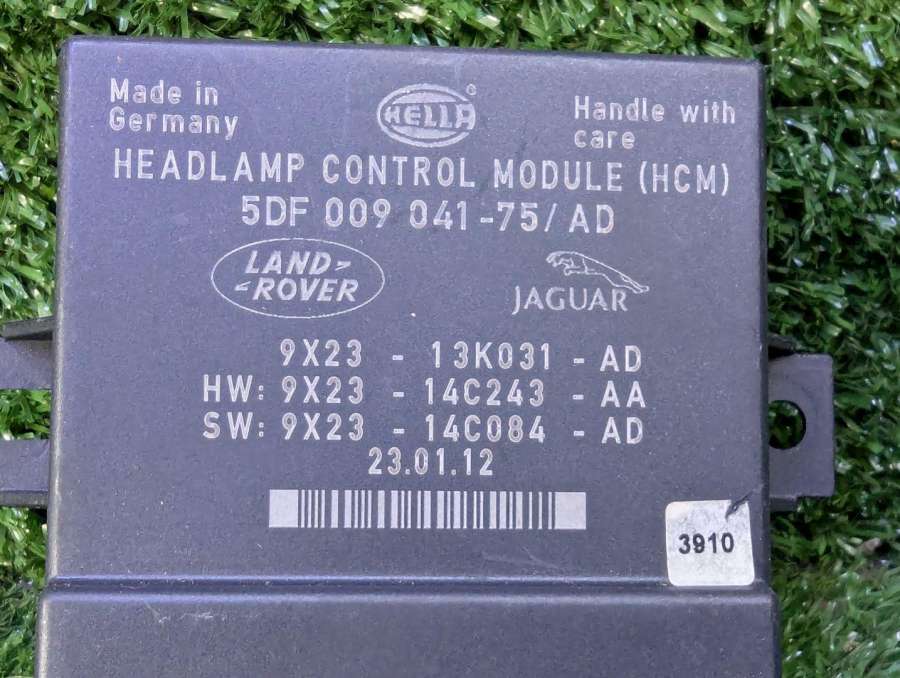 Made in
Germany
HELLA
Handle with
care
HEADLAMP CONTROL MODULE (HCM)
5DF 009 041-75/ AD
LAND-
-ROVER
JAGUAR
9X23 - 13K031 - AD
HW: 9X23 - 14C243 - AA
SW: 9X23 - 14C084 - AD
23.01.12
3910